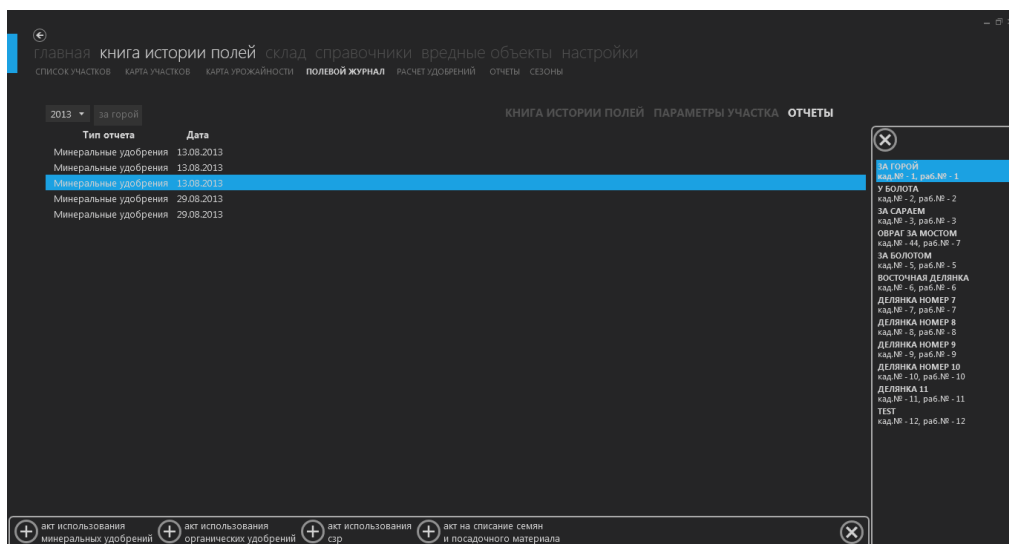 главная книга истории полей склад справочники вредные объекты настройки
СПИСОК УЧАСТКОВ КАРТА УЧАСТКОВ КАРТА УРОЖАЙНОСТИ ПОЛЕВОЙ ЖУРНАЛ РАСЧЕТ УДОБРЕНИЙ ОТЧЕТЫ СЕЗОНЫ
2013 за горой
КНИГА ИСТОРИИ ПОЛЕЙ ПАРАМЕТРЫ УЧАСТКА ОТЧЕТЫ
Тип отчета Дата
Минеральные удобрения 13.08.2013
Минеральные удобрения 13.08.2013
Минеральные удобрения 13.08.2013
Минеральные удобрения 29.08.2013
Минеральные удобрения 29.08.2013
ЗА ГОРОЙ
кад.№ - 1, раб.№ - 1
У БОЛОТА
кад.№ - 2, раб.№ - 2
ЗА САРАЕМ
кад.№ - 3, раб.№ - 3
ОВРАГ ЗА МОСТОМ
кад.№ - 44, раб.№ - 7
ЗА БОЛОТОМ
кад.№ - 5, раб.№ - 5
ВОСТОЧНАЯ ДЕЛЯНКА
кад.№ - 6, раб.№ - 6
ДЕЛЯНКА НОМЕР 7
кад.№ - 7, раб.№ - 7
ДЕЛЯНКА НОМЕР 8
кад.№ - 8, раб.№ - 8
ДЕЛЯНКА НОМЕР 9
кад.№ - 9, раб.№ - 9
ДЕЛЯНКА НОМЕР 10
кад.№ - 10, раб.№ - 10
ДЕЛЯНКА 11
кад.№ - 11, раб.№ - 11
TEST
кад.№ - 12, раб.№ - 12
акт использования
минеральных удобрений
акт использования
органических удобрений
акт использования
сзр
акт на списание семян
и посадочного материала